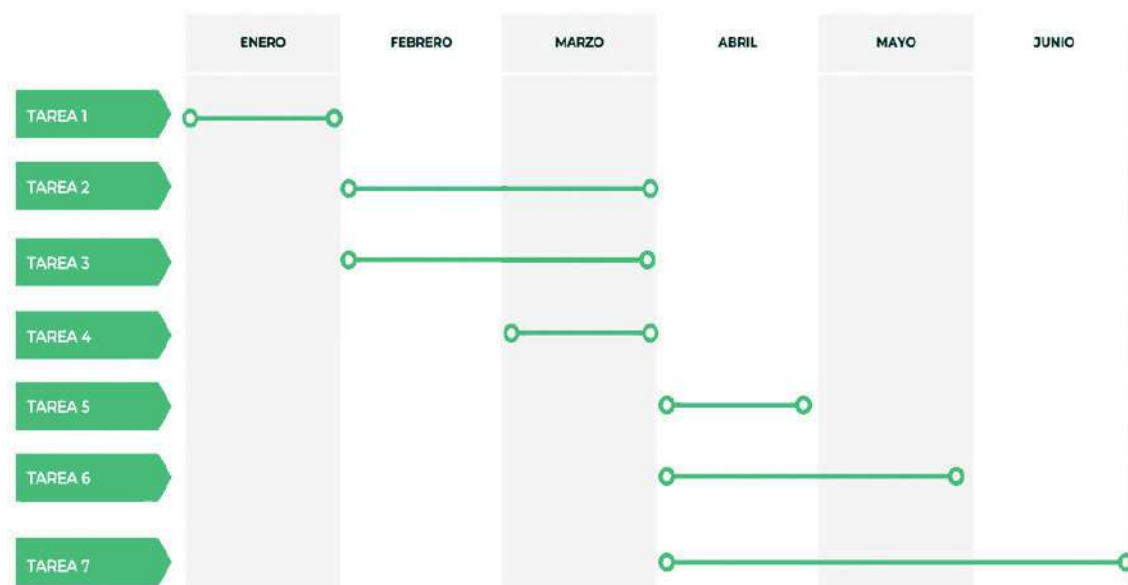 ENERO FEBRERO MARZO ABRIL MAYO JUNIO
TAREA 1
TAREA 2
TAREA 3
TAREA 4
TAREA 5
TAREA 6
TAREA 7